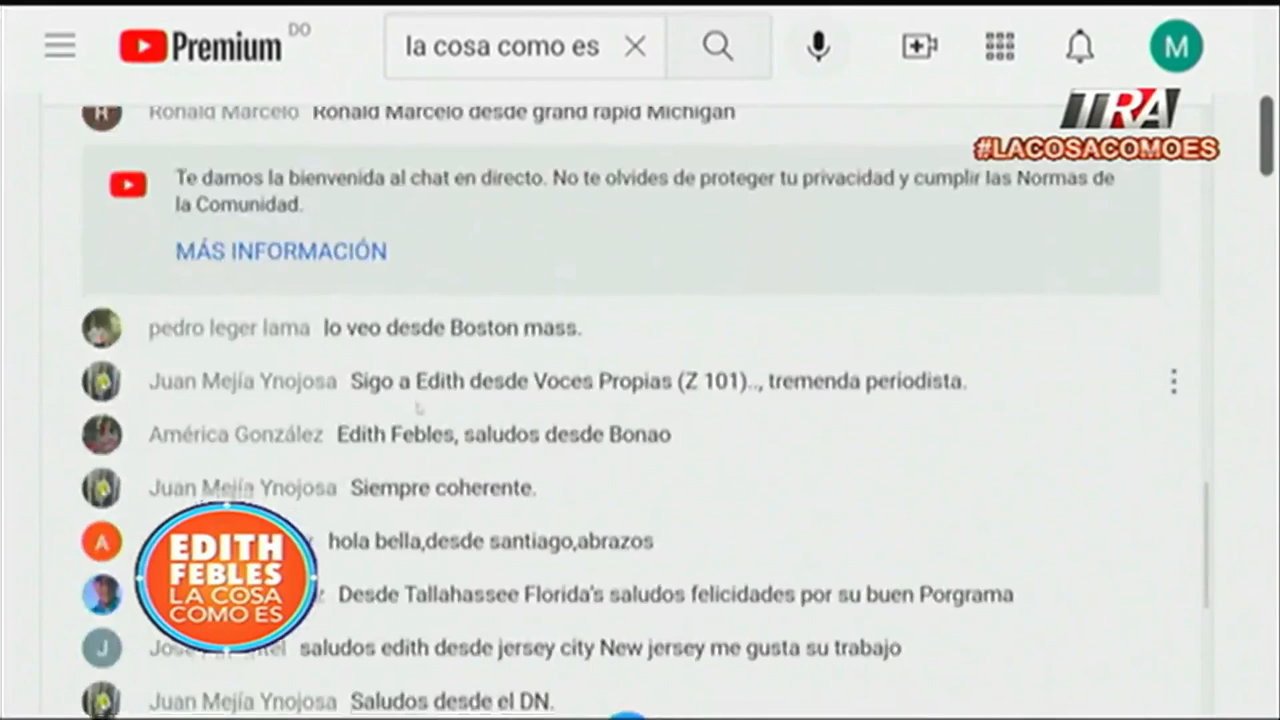 Premium DO
la cosa como es
M
TRA
#LACOSACOMOES
Ronald Marcelo Ronald Marcelo desde grand rapid Michigan
Te damos la bienvenida al chat en directo. No te olvides de proteger tu privacidad y cumplir las Normas de
la Comunidad.
MÁS INFORMACIÓN
pedro leger lama lo veo desde Boston mass.
Juan Mejía Ynojosa Sigo a Edith desde Voces Propias (Z 101).., tremenda periodista.
América González Edith Febles, saludos desde Bonao
Juan Mejía Ynojosa Siempre coherente.
A hola bella,desde santiago,abrazos
EDITH
FEBLES
LA COSA
COMO ES
Desde Tallahassee Florida's saludos felicidades por su buen Porgrama
J saludos edith desde jersey city New jersey me gusta su trabajo
Juan Mejía Ynojosa Saludos desde el DN.